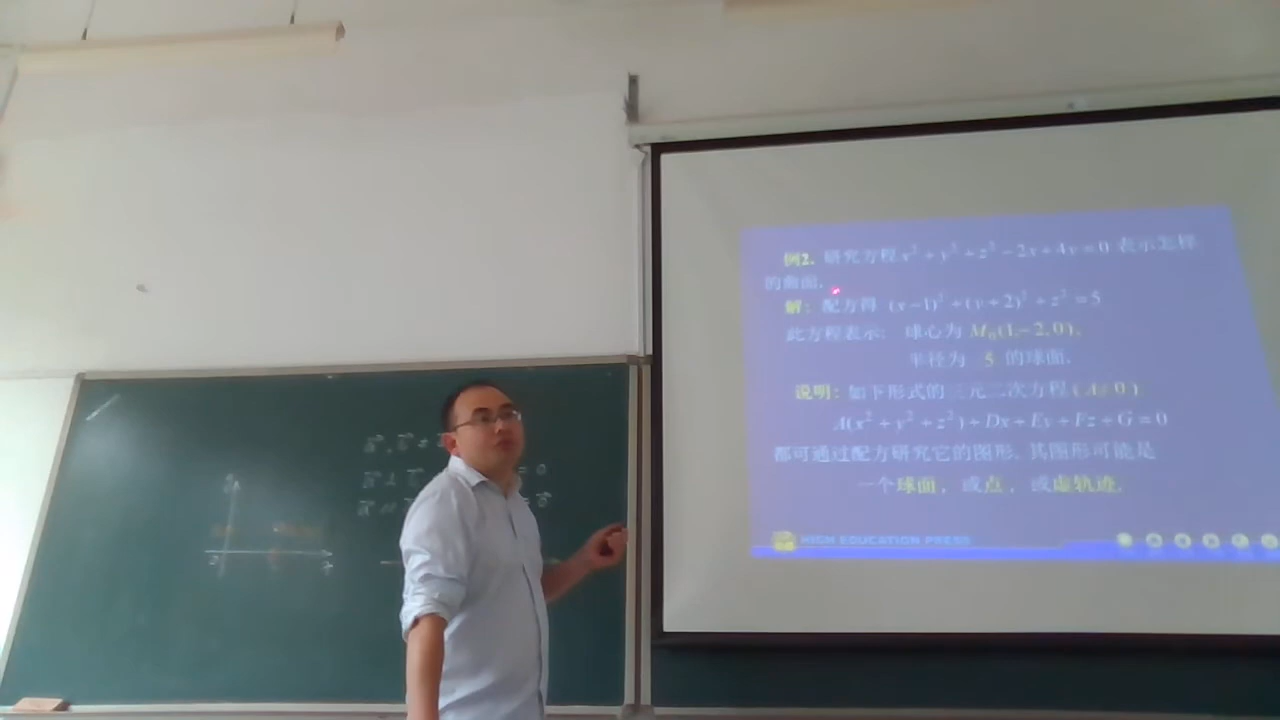 例2. 研究方程 x² + y² + z² − 2x + 4y = 0 表示怎样
的曲面.
解: 配方得 (x−1)² + (y+2)² + z² = 5
此方程表示: 球心为 M₀(1,−2,0),
半径为 5 的球面.
说明: 如下形式的三元二次方程 ( A ≠ 0 )
A(x² + y² + z²) + Dx + Ey + Fz + G = 0
都可通过配方研究它的图形. 其图形可能是
一个球面, 或点, 或虚轨迹.
HIGH EDUCATION PRESS